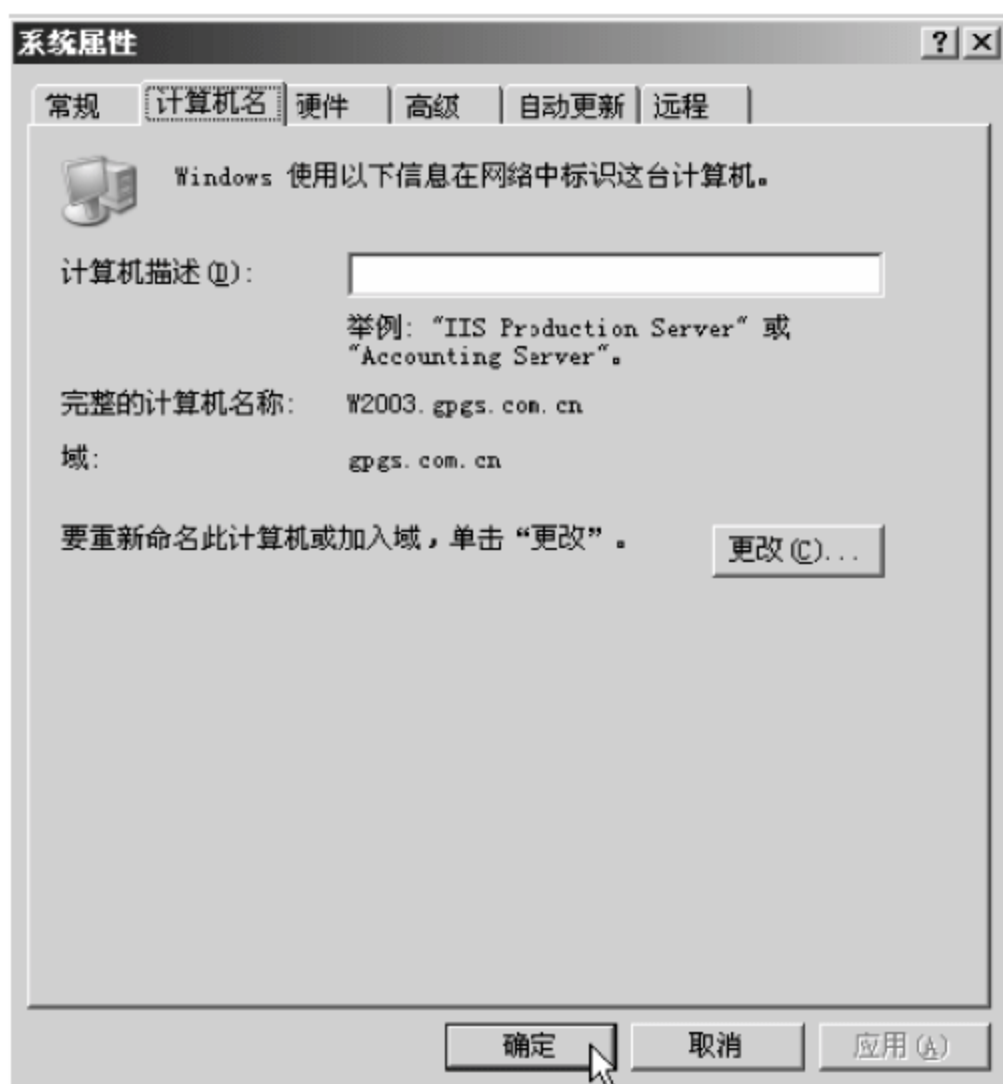 系统属性
常规 计算机名 硬件 高级 自动更新 远程
Windows 使用以下信息在网络中标识这台计算机。
计算机描述(D):
举例: "IIS Production Server" 或
"Accounting Server"。
完整的计算机名称: W2003.gpgs.com.cn
域: gpgs.com.cn
要重新命名此计算机或加入域,单击“更改”。 更改(C)...
确定 取消 应用(A)